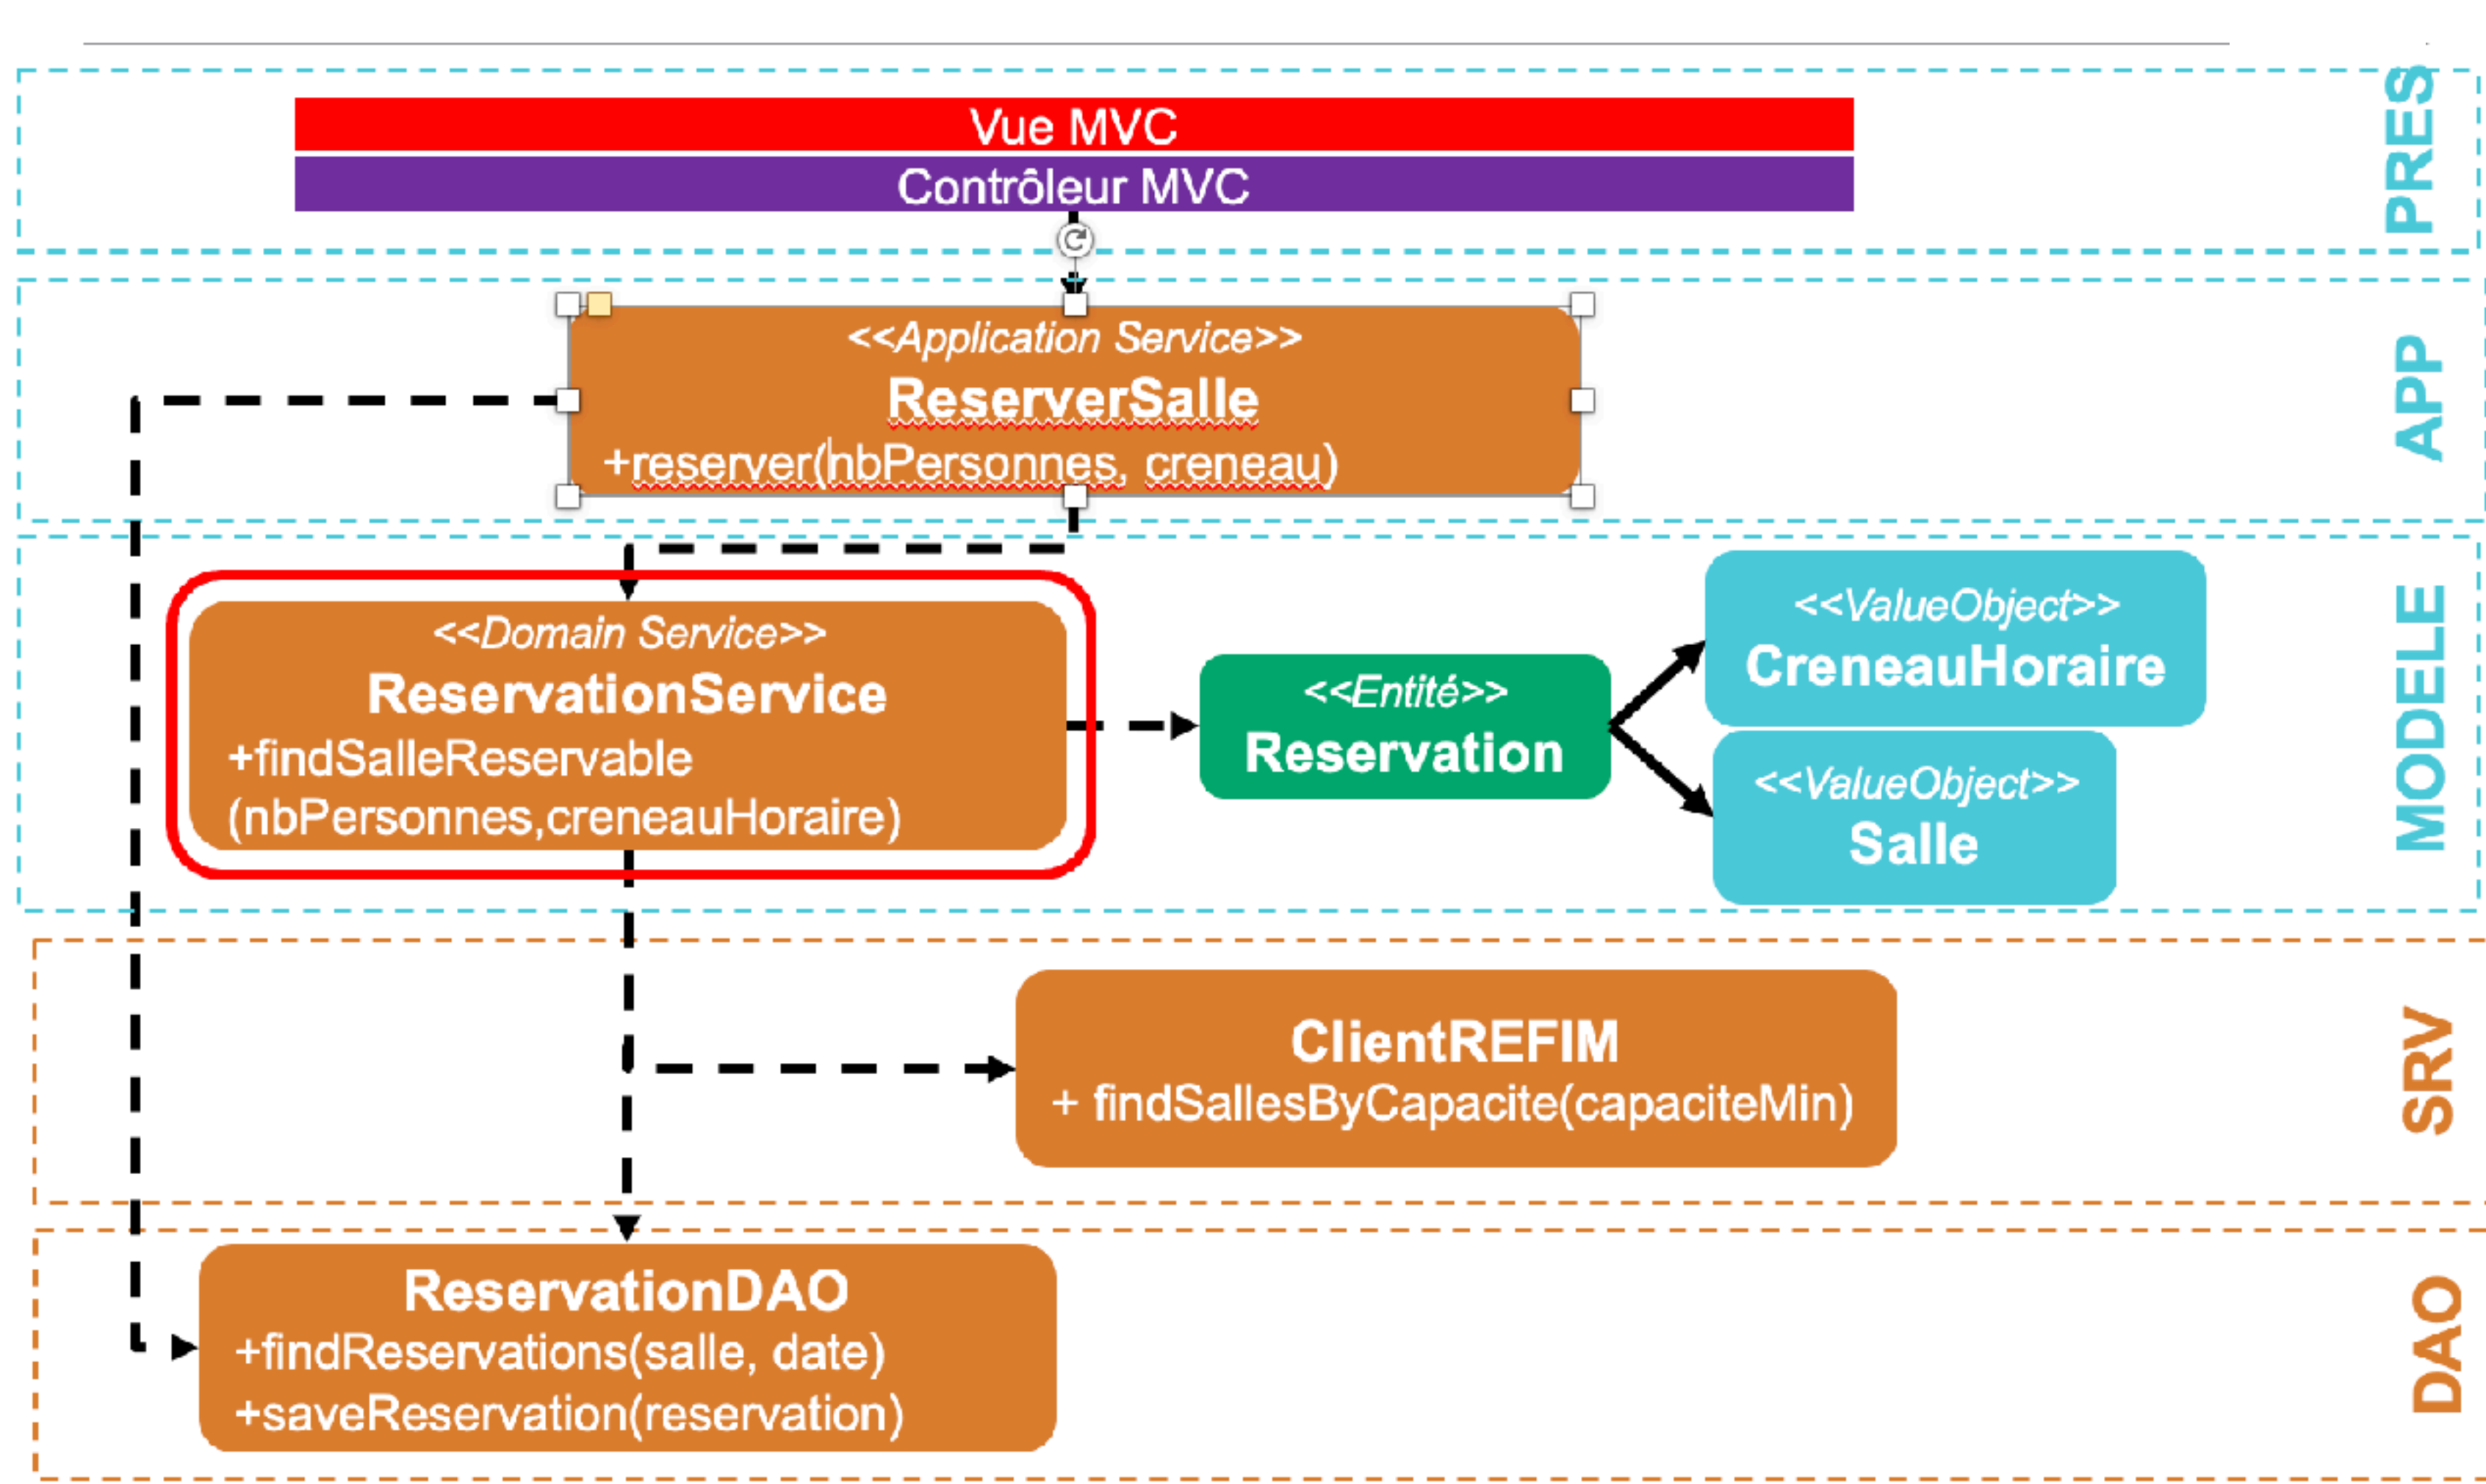 Vue MVC
Contrôleur MVC
PRES
<<Application Service>>
ReserverSalle
+reserver(nbPersonnes, creneau)
APP
<<Domain Service>>
ReservationService
+findSalleReservable
(nbPersonnes,creneauHoraire)
<<Entité>>
Reservation
<<ValueObject>>
CreneauHoraire
<<ValueObject>>
Salle
MODELE
ClientREFIM
+ findSallesByCapacite(capaciteMin)
SRV
ReservationDAO
+findReservations(salle, date)
+saveReservation(reservation)
DAO